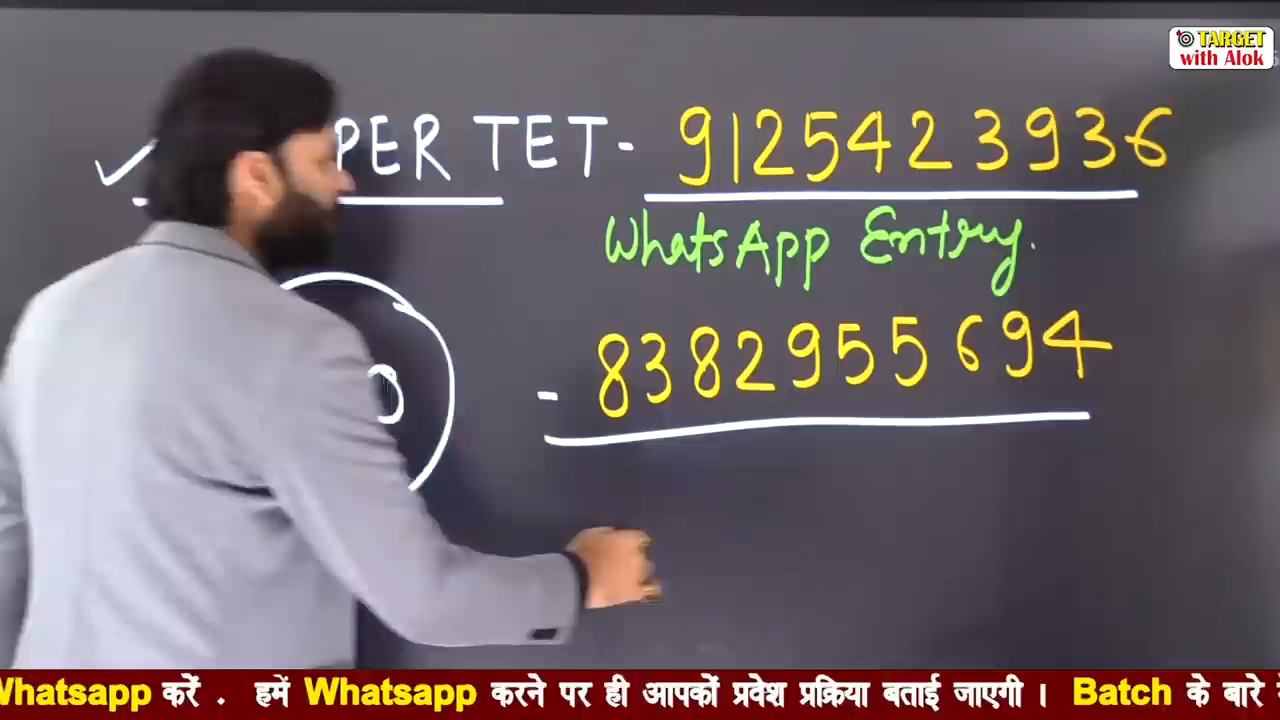 TARGET
with Alok
PER TET- 9125423936
WhatsApp Entry.
- 8382955694
Whatsapp करें . हमें Whatsapp करने पर ही आपकों प्रवेश प्रक्रिया बताई जाएगी । Batch के बारे